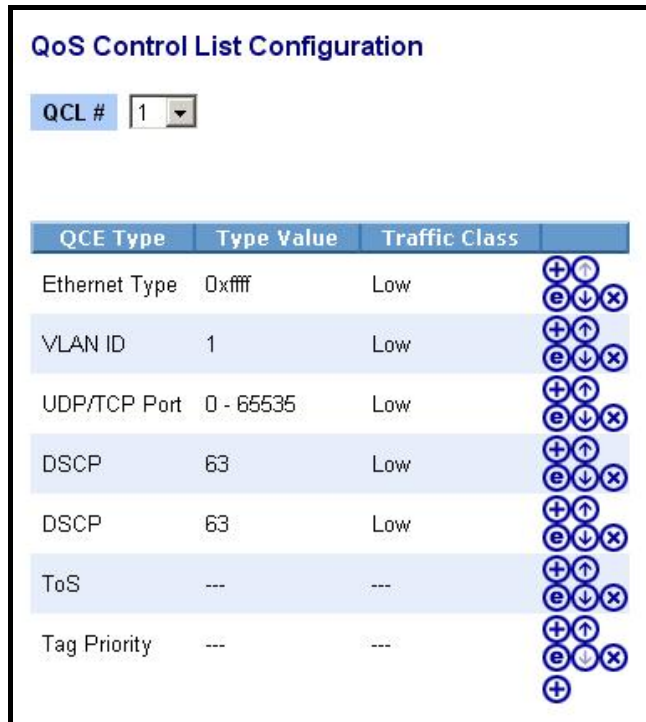 QoS Control List Configuration
QCL # 1
QCE Type Type Value Traffic Class
Ethernet Type 0xffff Low
VLAN ID 1 Low
UDP/TCP Port 0 - 65535 Low
DSCP 63 Low
DSCP 63 Low
ToS --- ---
Tag Priority --- ---